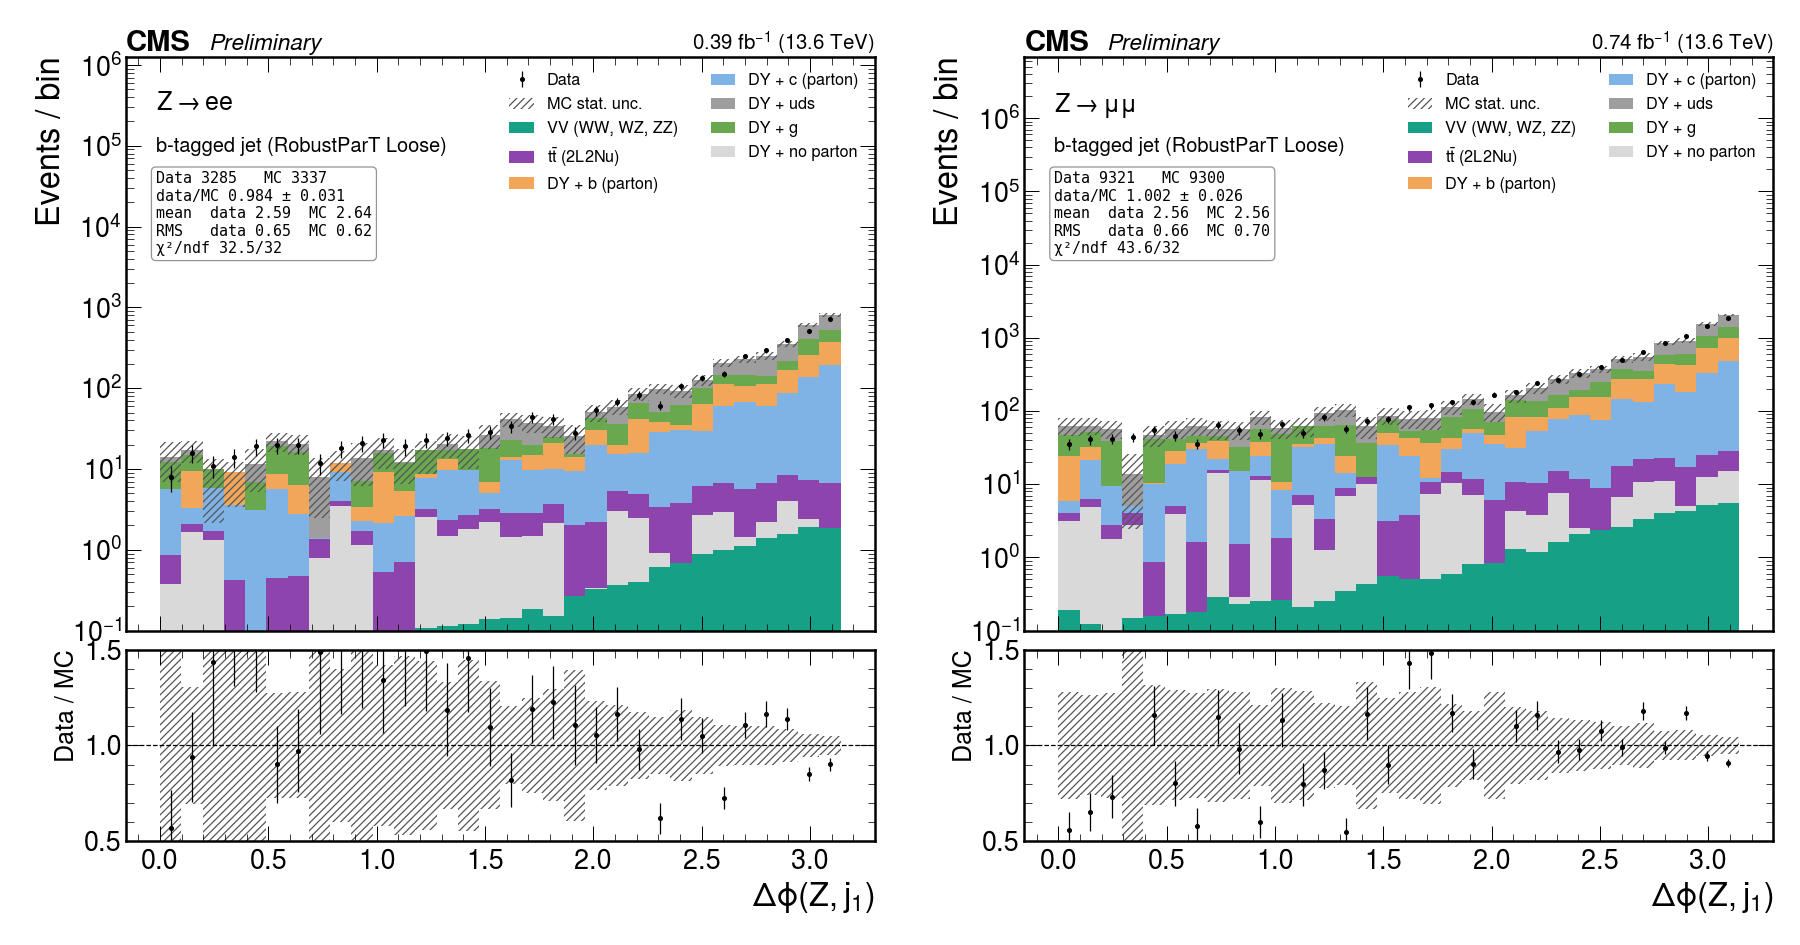 CMS Preliminary 0.39 fb⁻¹ (13.6 TeV)
Events / bin
Z → ee
b-tagged jet (RobustParT Loose)
Data 3285 MC 3337
data/MC 0.984 ± 0.031
mean data 2.59 MC 2.64
RMS data 0.65 MC 0.62
χ²/ndf 32.5/32
Data
MC stat. unc.
VV (WW, WZ, ZZ)
tt̄ (2L2Nu)
DY + b (parton)
DY + c (parton)
DY + uds
DY + g
DY + no parton
10⁶
10⁵
10⁴
10³
10²
10¹
10⁰
10⁻¹
Data / MC
1.5
1.0
0.5
0.0 0.5 1.0 1.5 2.0 2.5 3.0
Δϕ(Z, j₁)
CMS Preliminary 0.74 fb⁻¹ (13.6 TeV)
Events / bin
Z → μμ
b-tagged jet (RobustParT Loose)
Data 9321 MC 9300
data/MC 1.002 ± 0.026
mean data 2.56 MC 2.56
RMS data 0.66 MC 0.70
χ²/ndf 43.6/32
Data
MC stat. unc.
VV (WW, WZ, ZZ)
tt̄ (2L2Nu)
DY + b (parton)
DY + c (parton)
DY + uds
DY + g
DY + no parton
10⁶
10⁵
10⁴
10³
10²
10¹
10⁰
10⁻¹
Data / MC
1.5
1.0
0.5
0.0 0.5 1.0 1.5 2.0 2.5 3.0
Δϕ(Z, j₁)